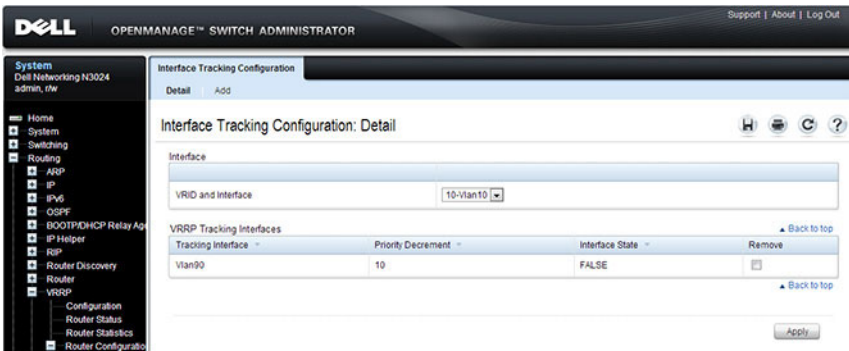 Support | About | Log Out
DELL OPENMANAGE™ SWITCH ADMINISTRATOR
System
Dell Networking N3024
admin, r/w
Home
System
Switching
Routing
ARP
IP
IPv6
OSPF
BOOTP/DHCP Relay Age
IP Helper
RIP
Router Discovery
Router
VRRP
Configuration
Router Status
Router Statistics
Router Configuratio
Interface Tracking Configuration
Detail Add
Interface Tracking Configuration: Detail
H C ?
Interface
VRID and Interface 10-Vlan10
VRRP Tracking Interfaces Back to top
Tracking Interface Priority Decrement Interface State Remove
Vlan90 10 FALSE
Back to top
Apply